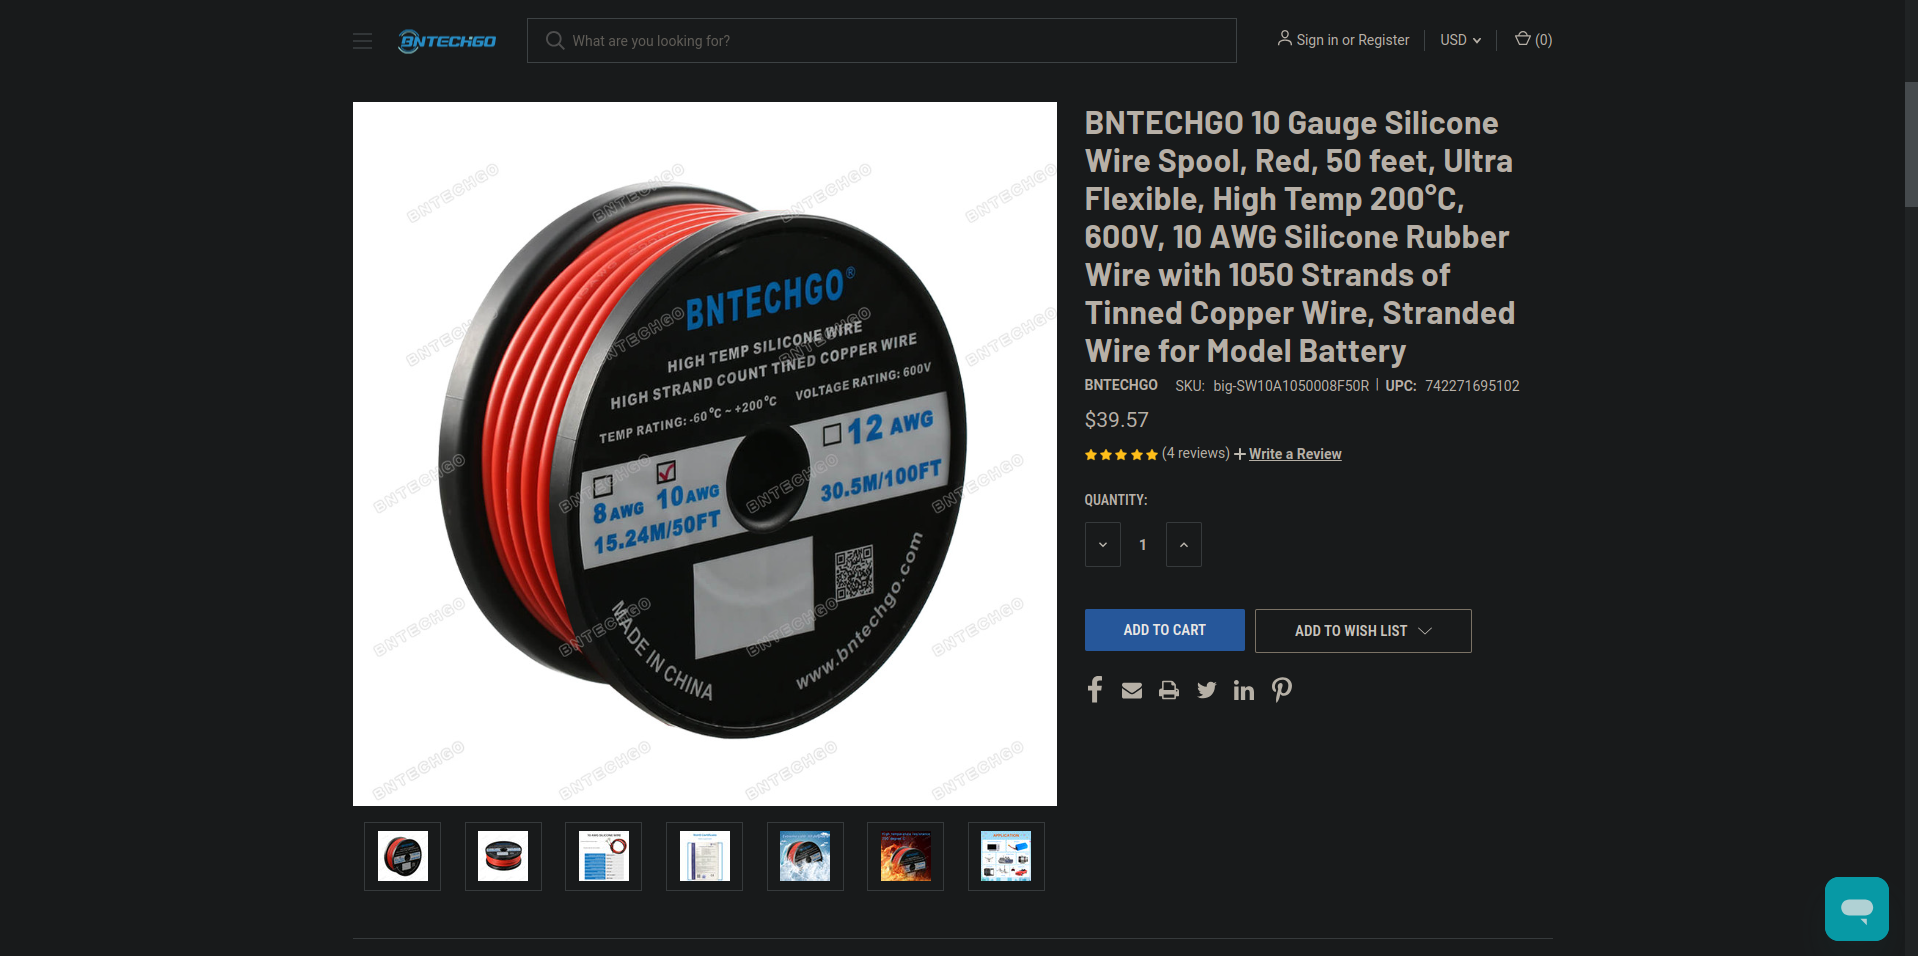 BNTECHGO
What are you looking for?
Sign in or Register
USD
(0)
BNTECHGO®
HIGH TEMP SILICONE WIRE
HIGH STRAND COUNT TINED COPPER WIRE
TEMP RATING: -60°C ~ +200°C VOLTAGE RATING: 600V
8 AWG 10 AWG 12 AWG
15.24M/50FT 30.5M/100FT
MADE IN CHINA
www.bntechgo.com
BNTECHGO 10 Gauge Silicone
Wire Spool, Red, 50 feet, Ultra
Flexible, High Temp 200°C,
600V, 10 AWG Silicone Rubber
Wire with 1050 Strands of
Tinned Copper Wire, Stranded
Wire for Model Battery
BNTECHGO SKU: big-SW10A1050008F50R | UPC: 742271695102
$39.57
(4 reviews) + Write a Review
QUANTITY:
1
ADD TO CART
ADD TO WISH LIST